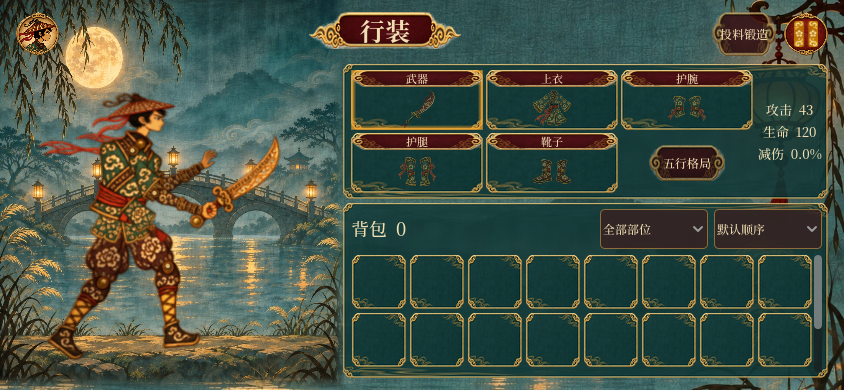 行装
投料锻造
武器
上衣
护腕
护腿
靴子
攻击 43
生命 120
减伤 0.0%
五行格局
背包 0
全部部位
默认顺序